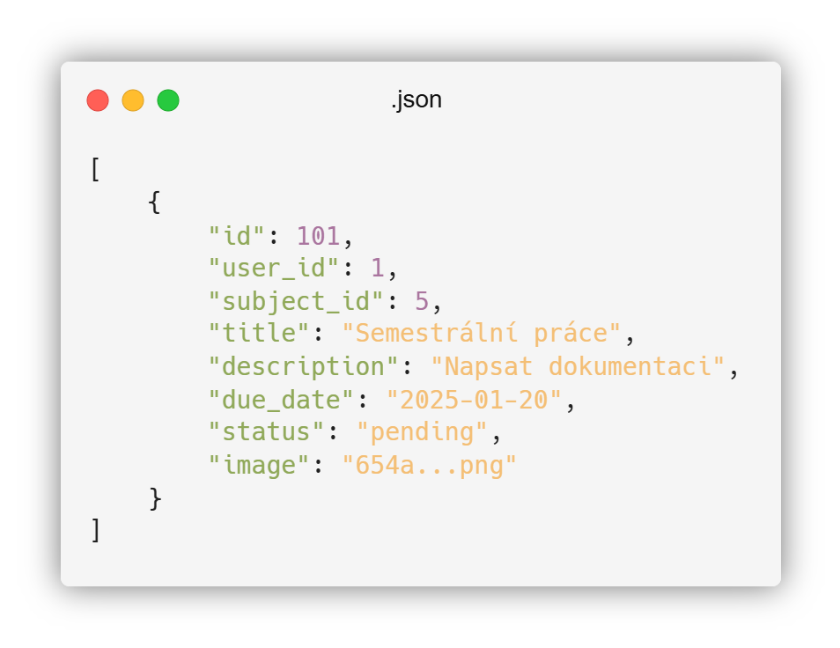 .json
[
    {
        "id": 101,
        "user_id": 1,
        "subject_id": 5,
        "title": "Semestrální práce",
        "description": "Napsat dokumentaci",
        "due_date": "2025-01-20",
        "status": "pending",
        "image": "654a...png"
    }
]